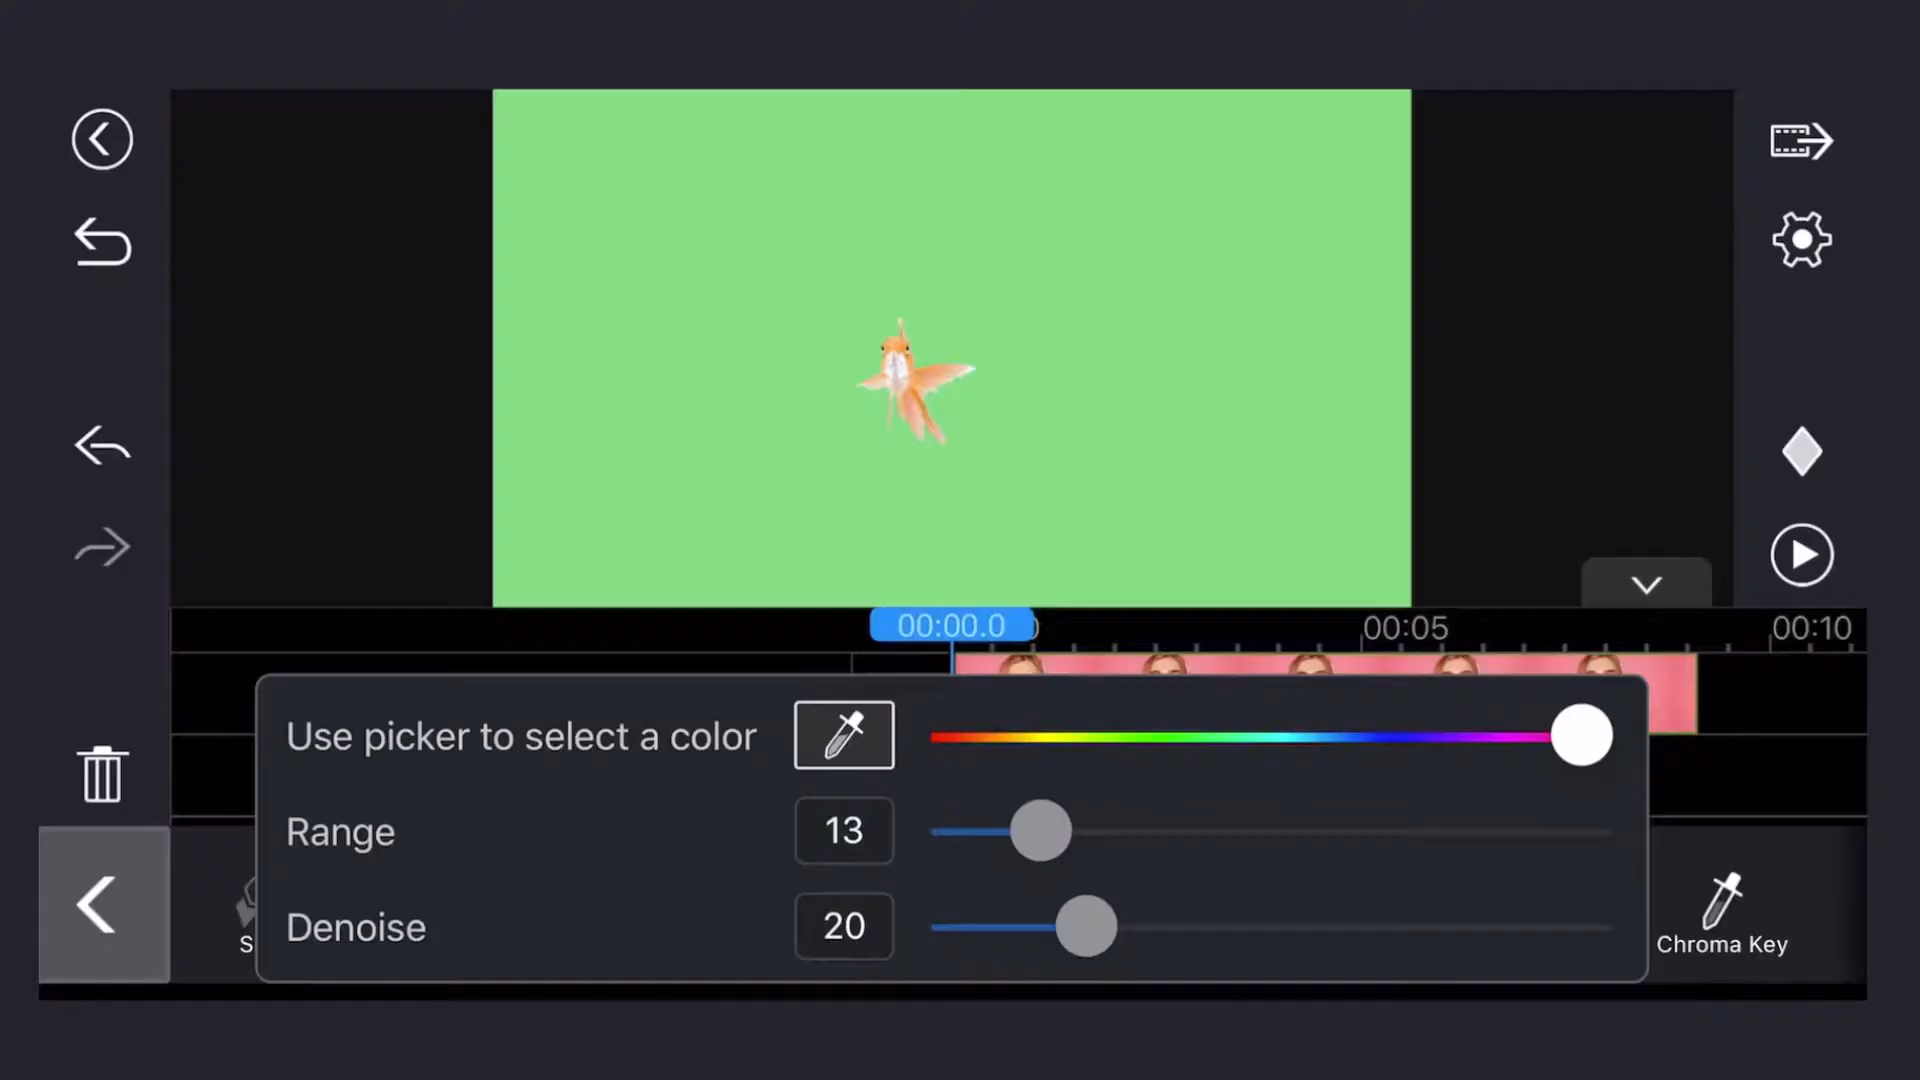 00:00.0
00:05
00:10
Use picker to select a color
Range
13
Denoise
20
S
Chroma Key